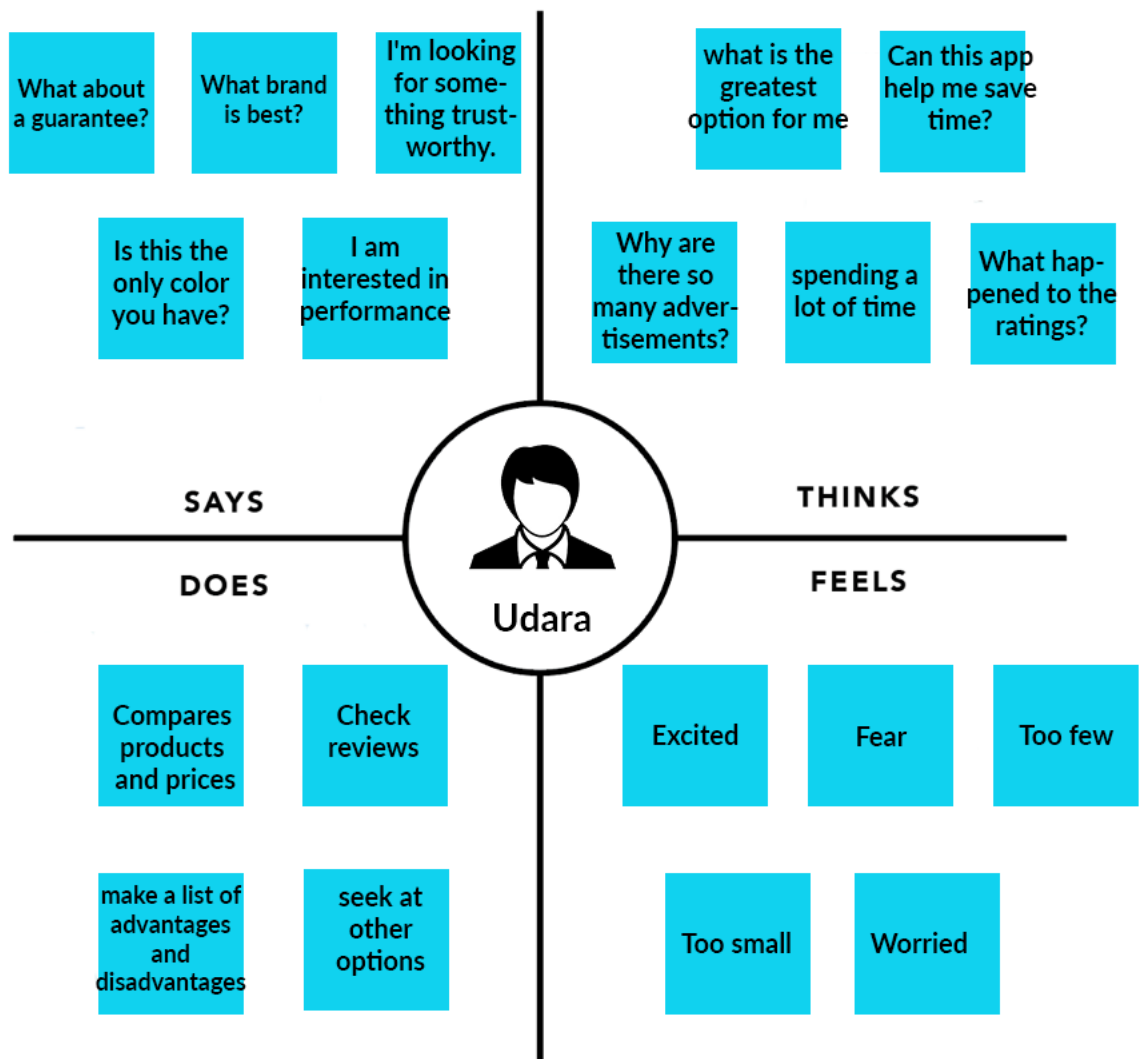 What about
a guarantee?
What brand
is best?
I'm looking
for some-
thing trust-
worthy.
Is this the
only color
you have?
I am
interested in
performance
what is the
greatest
option for me
Can this app
help me save
time?
Why are
there so
many adver-
tisements?
spending a
lot of time
What hap-
pened to the
ratings?
SAYS
THINKS
Udara
DOES
FEELS
Compares
products
and prices
Check
reviews
make a list of
advantages
and
disadvantages
seek at
other
options
Excited
Fear
Too few
Too small
Worried